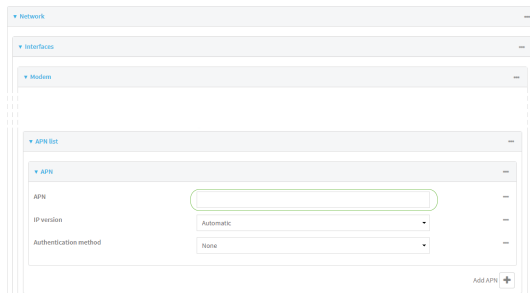 Network
Interfaces
Modem
APN list
APN
APN
IP version Automatic
Authentication method None
Add APN